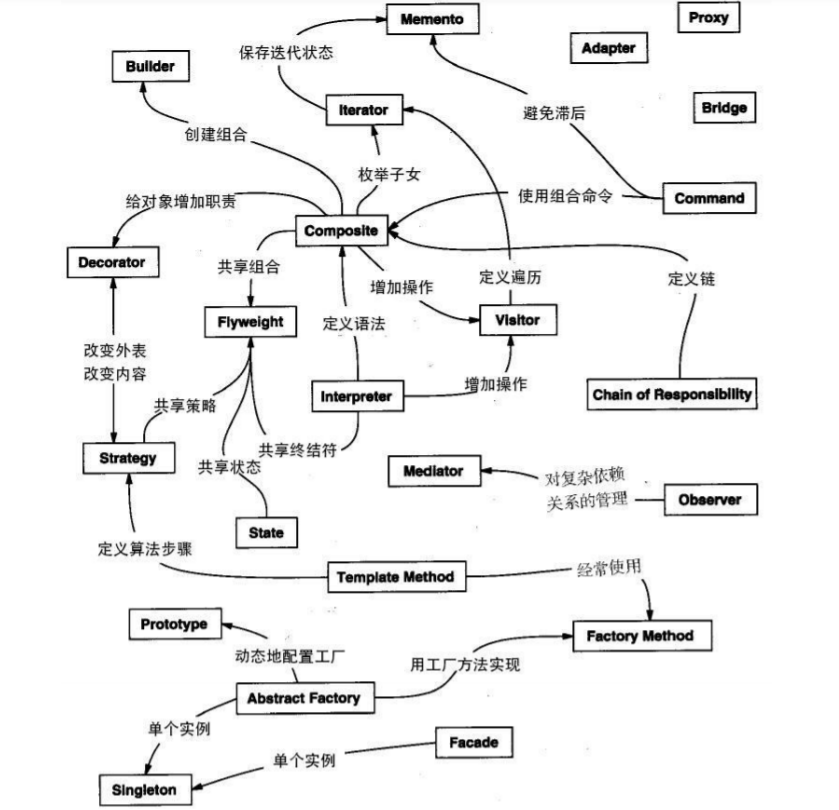 Memento
Proxy
Adapter
保存迭代状态
Builder
Iterator
Bridge
避免滞后
创建组合
枚举子女
给对象增加职责
使用组合命令
Command
Composite
Decorator
共享组合
增加操作
定义遍历
定义链
Flyweight
定义语法
Visitor
改变外表
改变内容
增加操作
Interpreter
Chain of Responsibility
共享策略
共享终结符
Strategy
共享状态
Mediator
对复杂依赖
关系的管理
Observer
State
定义算法步骤
Template Method
经常使用
Prototype
Factory Method
动态地配置工厂
用工厂方法实现
Abstract Factory
单个实例
Facade
单个实例
Singleton